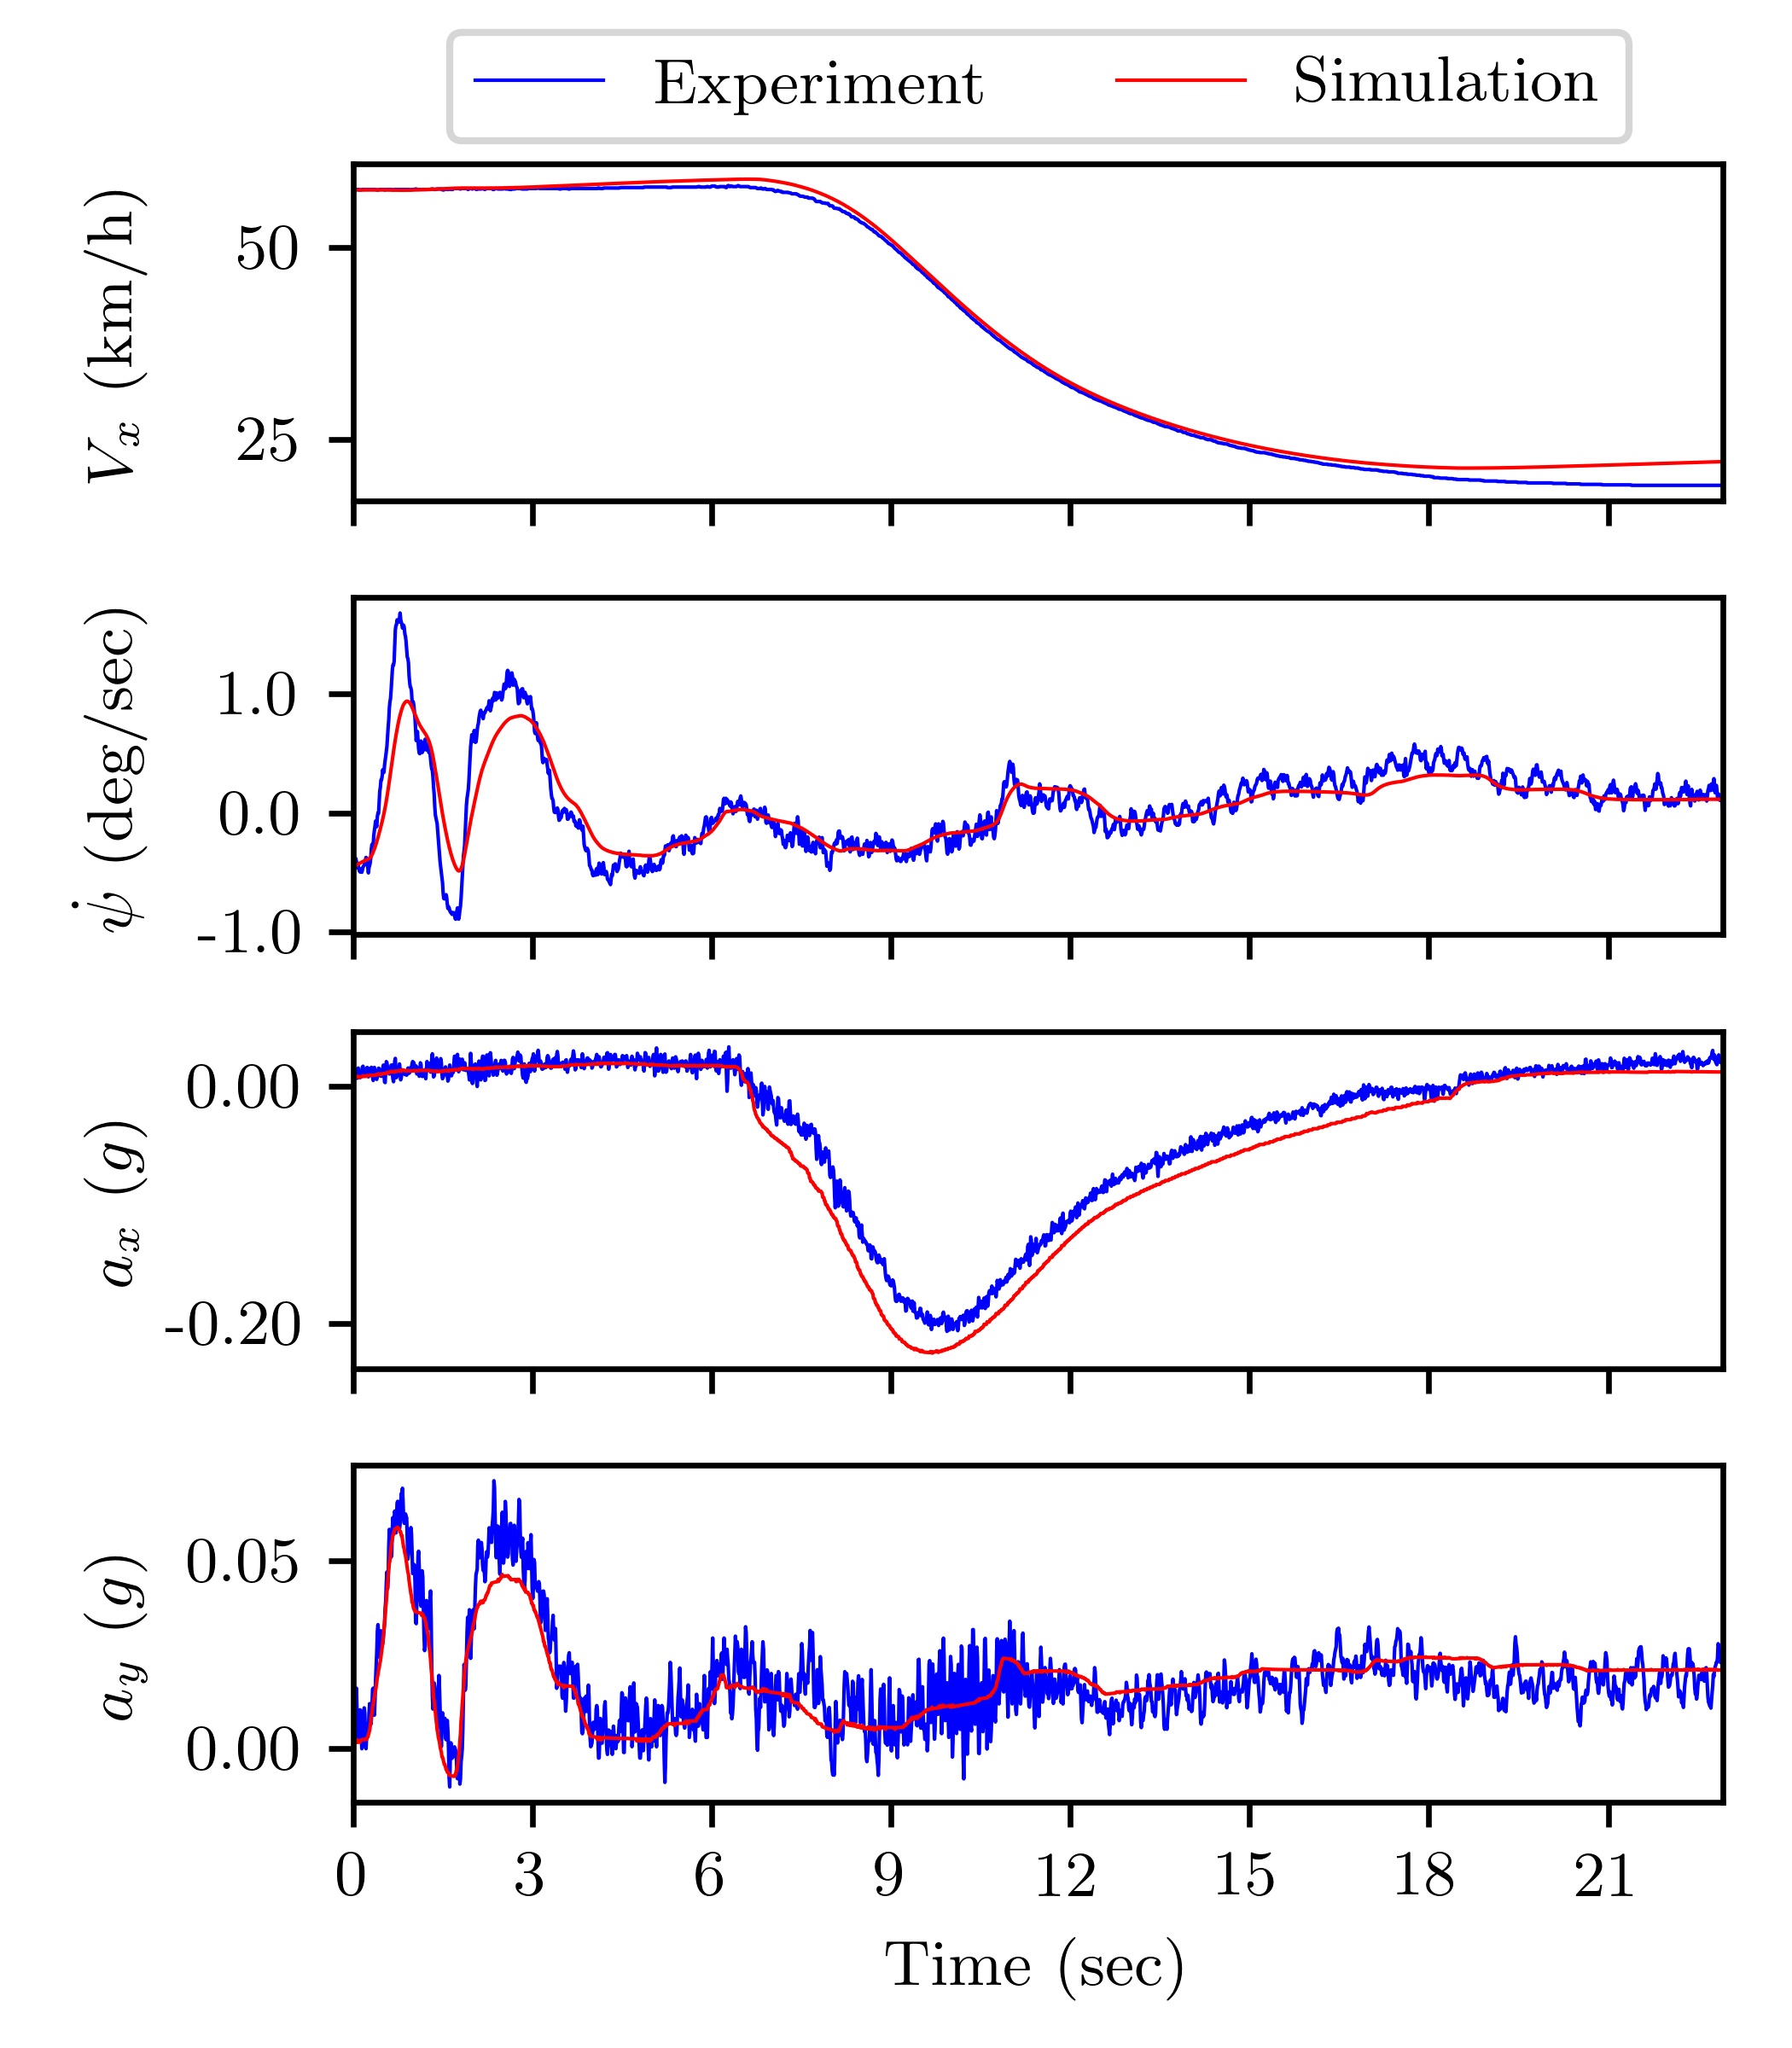 Experiment Simulation
V_x (km/h)
50
25
ψ̇ (deg/sec)
1.0
0.0
-1.0
a_x (g)
0.00
-0.20
a_y (g)
0.05
0.00
0 3 6 9 12 15 18 21
Time (sec)